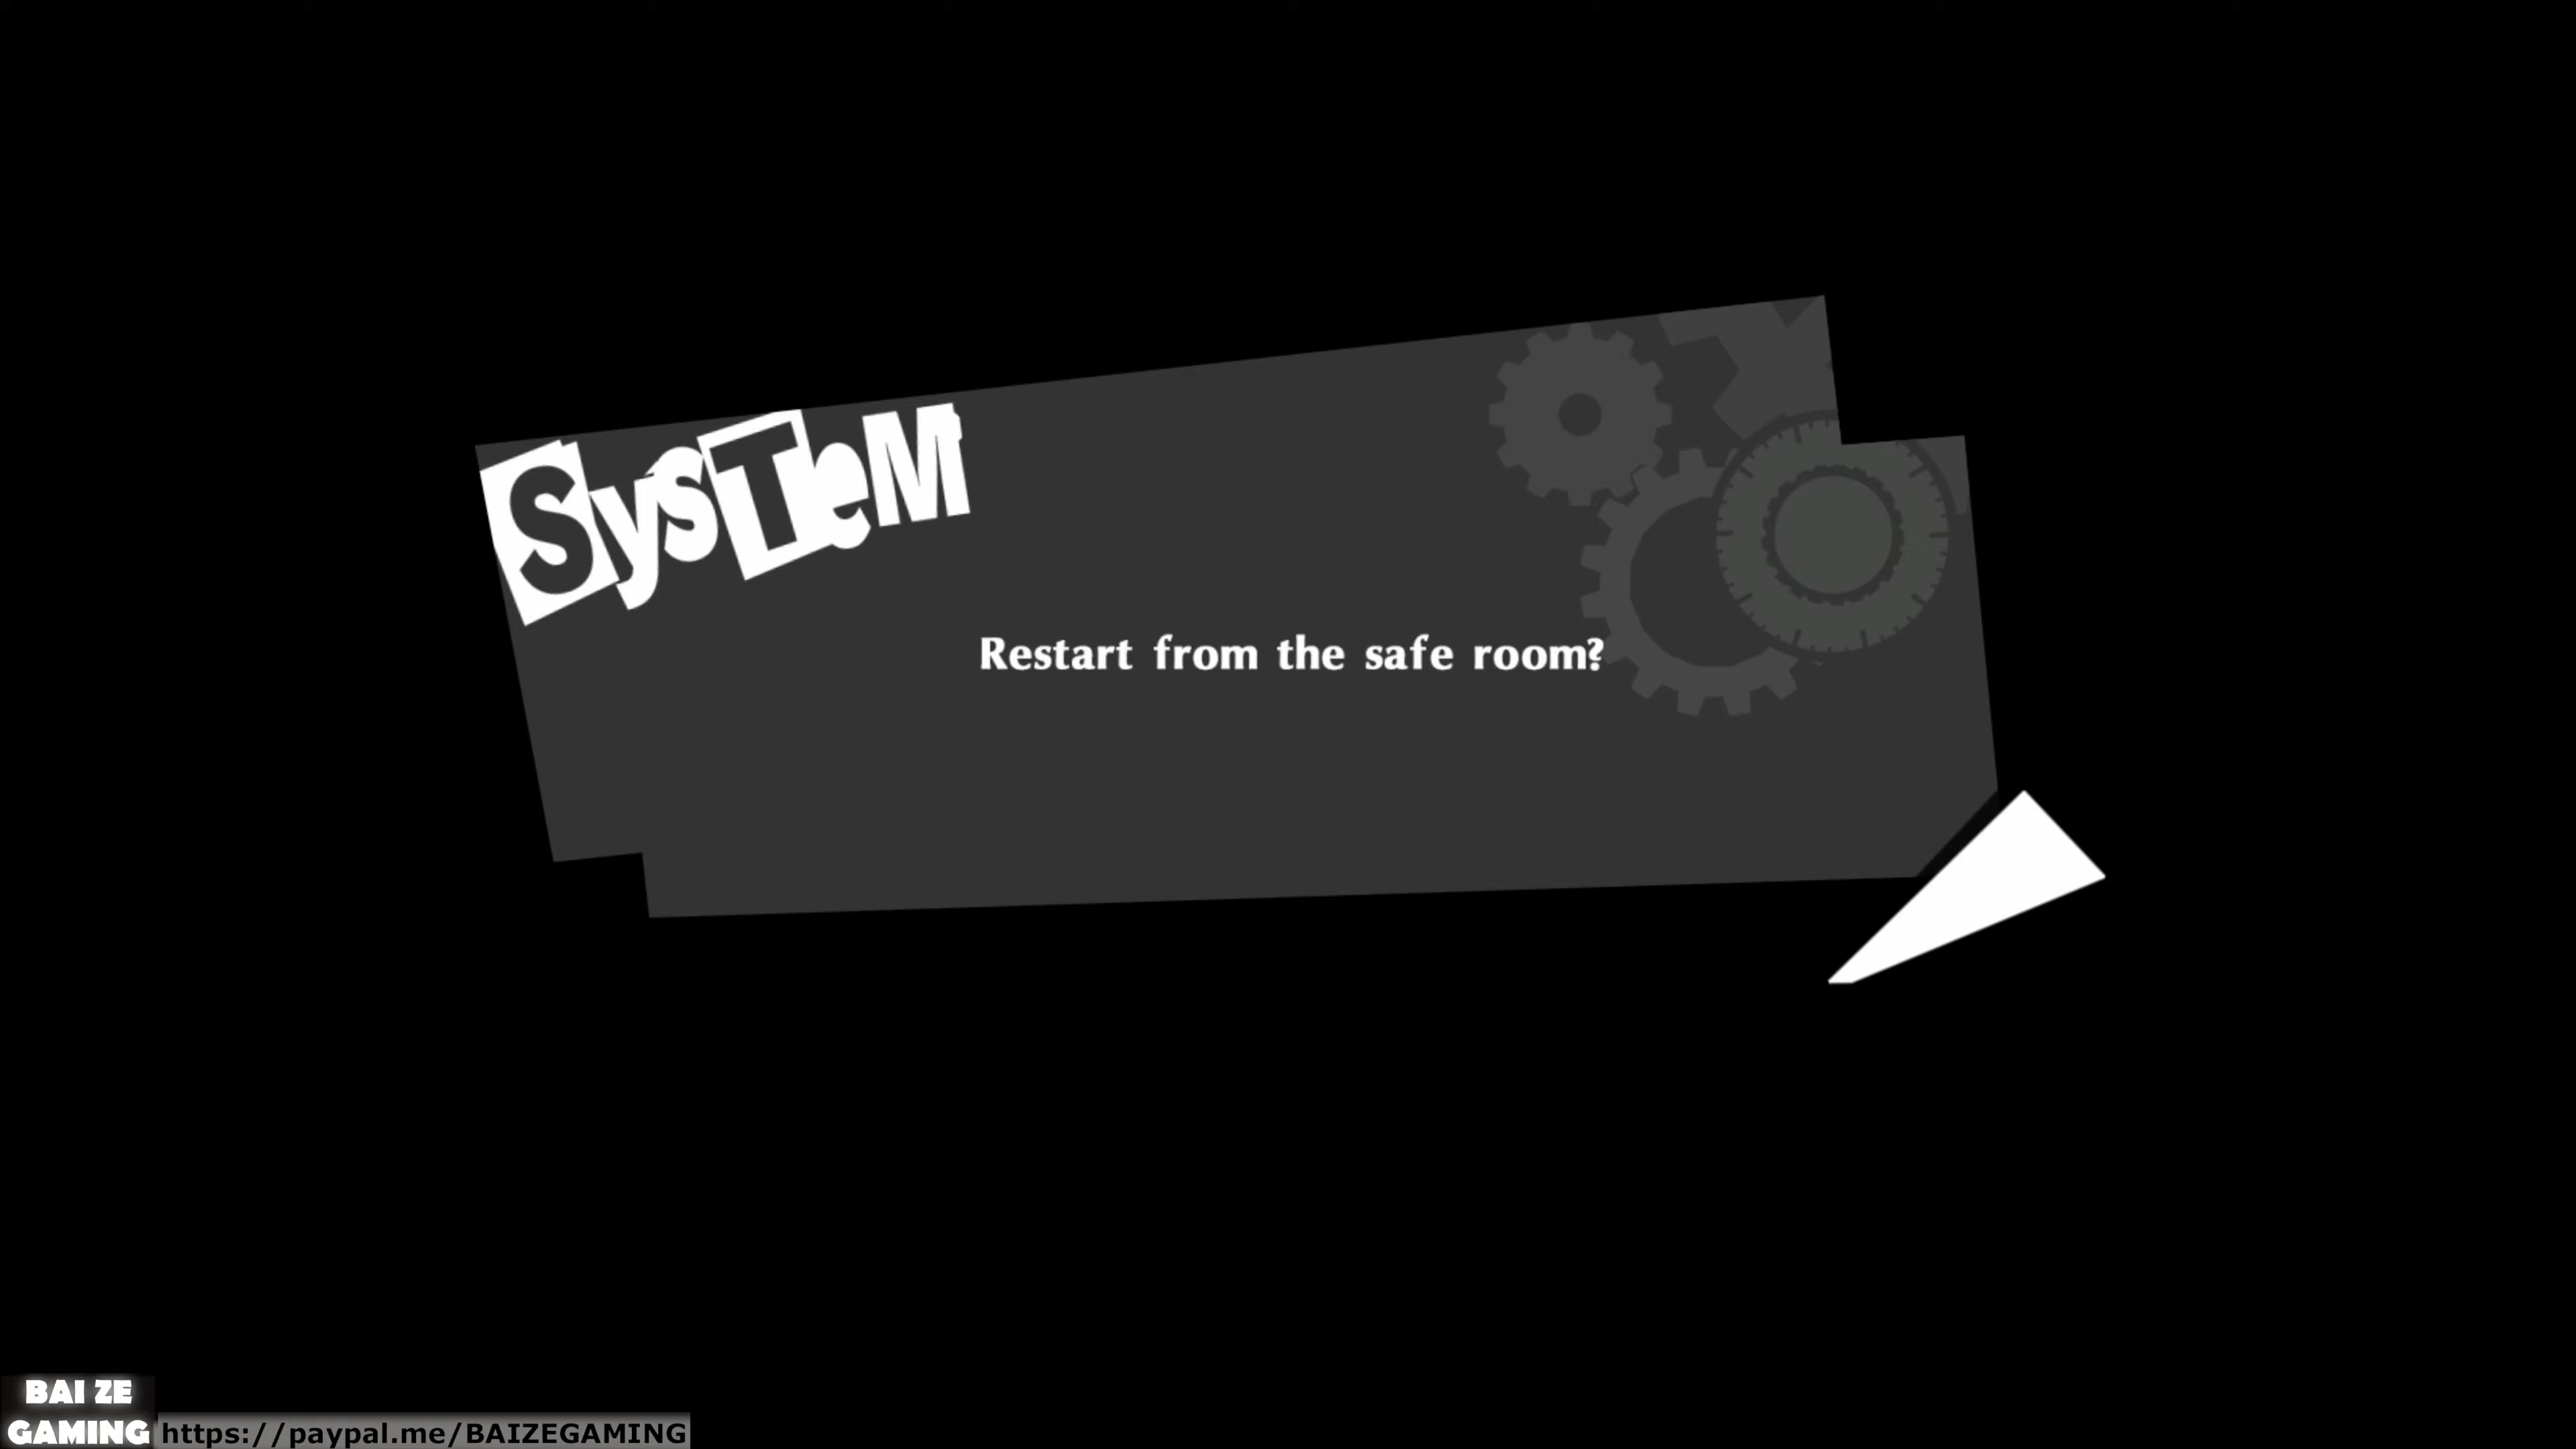 SysTeM
Restart from the safe room?
BAI ZE
GAMING
https://paypal.me/BAIZEGAMING